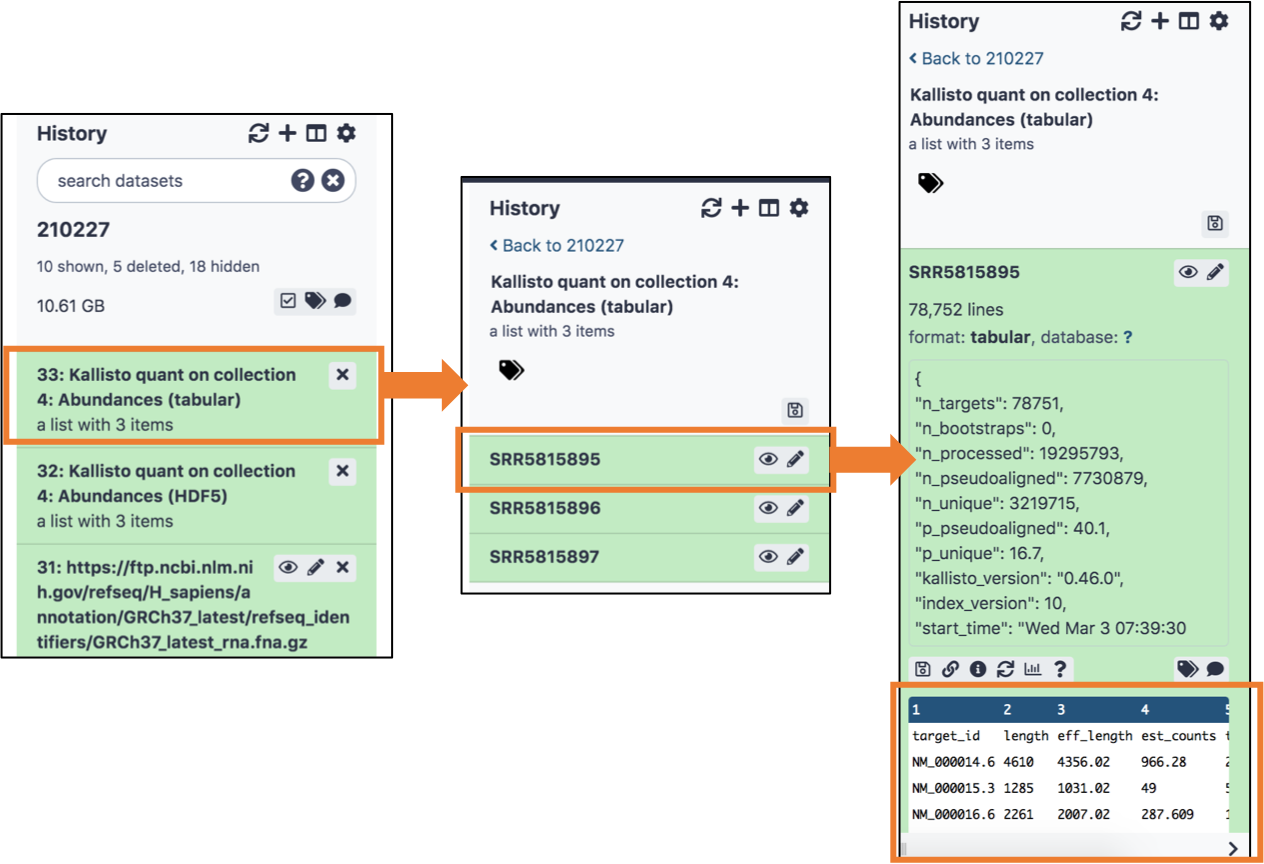 History
search datasets
210227
10 shown, 5 deleted, 18 hidden
10.61 GB
33: Kallisto quant on collection
4: Abundances (tabular)
a list with 3 items
32: Kallisto quant on collection
4: Abundances (HDF5)
a list with 3 items
31: https://ftp.ncbi.nlm.ni
h.gov/refseq/H_sapiens/a
nnotation/GRCh37_latest/refseq_iden
tifiers/GRCh37_latest_rna.fna.gz
History
Back to 210227
Kallisto quant on collection 4:
Abundances (tabular)
a list with 3 items
SRR5815895
SRR5815896
SRR5815897
History
Back to 210227
Kallisto quant on collection 4:
Abundances (tabular)
a list with 3 items
SRR5815895
78,752 lines
format: tabular, database: ?
{
"n_targets": 78751,
"n_bootstraps": 0,
"n_processed": 19295793,
"n_pseudoaligned": 7730879,
"n_unique": 3219715,
"p_pseudoaligned": 40.1,
"p_unique": 16.7,
"kallisto_version": "0.46.0",
"index_version": 10,
"start_time": "Wed Mar 3 07:39:30
1 2 3 4 5
target_id length eff_length est_counts t
NM_000014.6 4610 4356.02 966.28 2
NM_000015.3 1285 1031.02 49 5
NM_000016.6 2261 2007.02 287.609 1